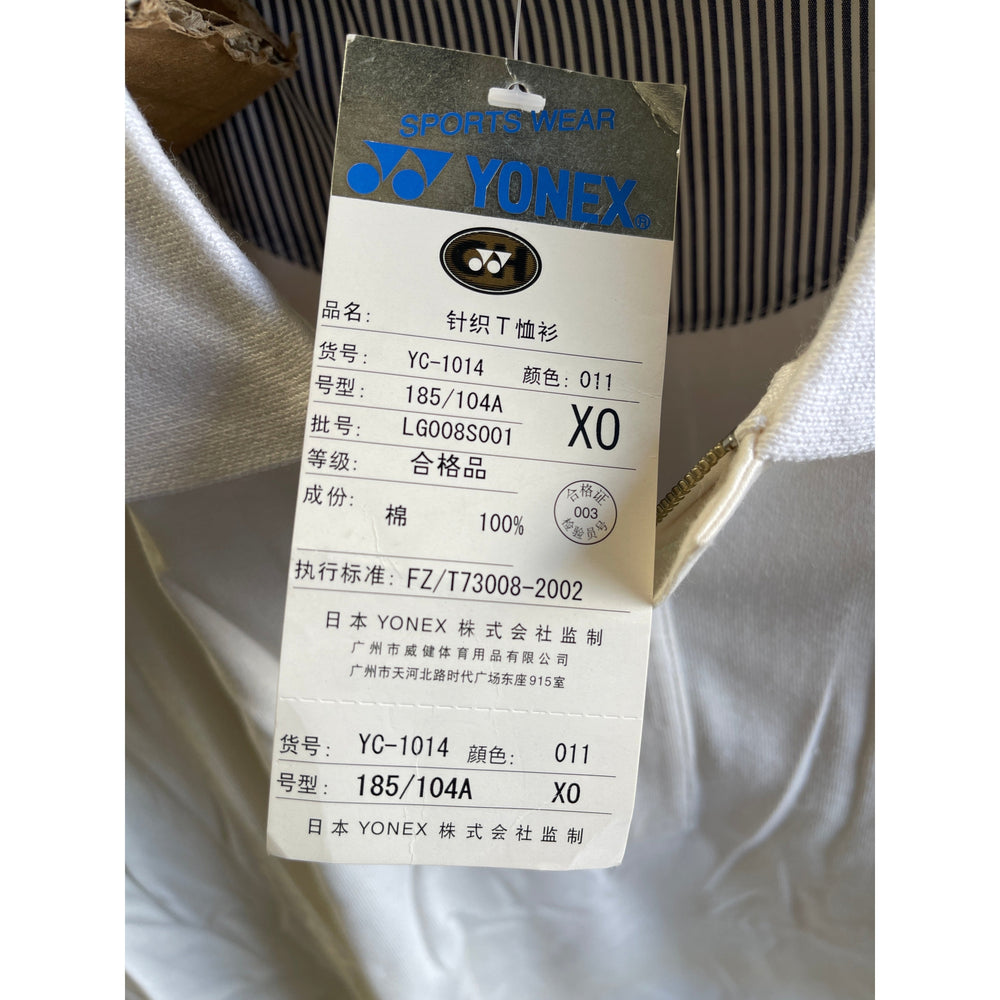 SPORTS WEAR
YONEX®
品名: 针织T恤衫
货号: YC-1014 颜色: 011
号型: 185/104A XO
批号: LG008S001
等级: 合格品
成份: 棉 100%
合格证
003
检验员号
执行标准: FZ/T73008-2002
日本 YONEX 株式会社监制
广州市威健体育用品有限公司
广州市天河北路时代广场东座915室
货号: YC-1014 顔色: 011
号型: 185/104A XO
日本 YONEX 株式会社监制